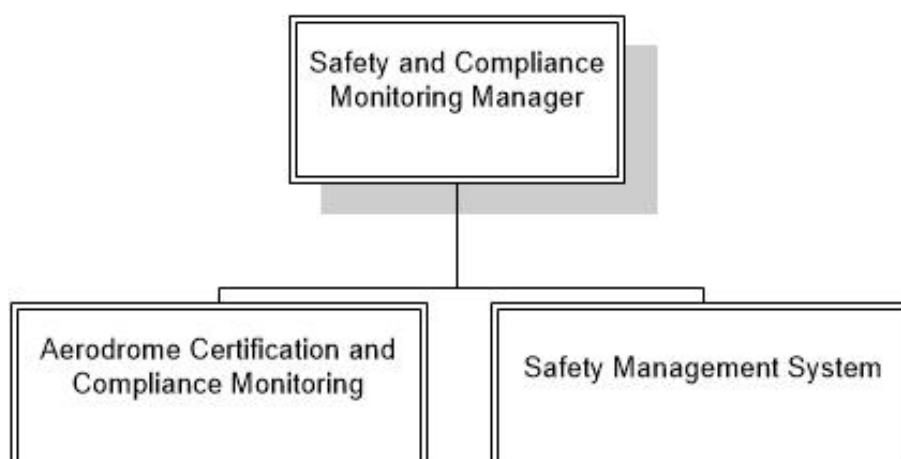 Safety and Compliance
Monitoring Manager
Aerodrome Certification and
Compliance Monitoring
Safety Management System